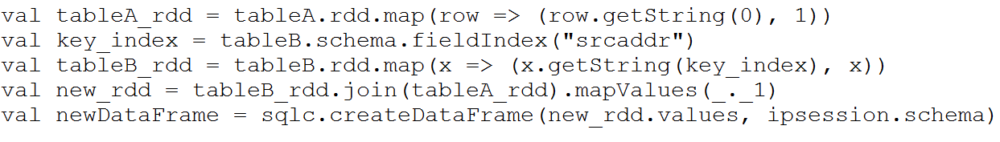 val tableA_rdd = tableA.rdd.map(row => (row.getString(0), 1))
val key_index = tableB.schema.fieldIndex("srcaddr")
val tableB_rdd = tableB.rdd.map(x => (x.getString(key_index), x))
val new_rdd = tableB_rdd.join(tableA_rdd).mapValues(_._1)
val newDataFrame = sqlc.createDataFrame(new_rdd.values, ipsession.schema)